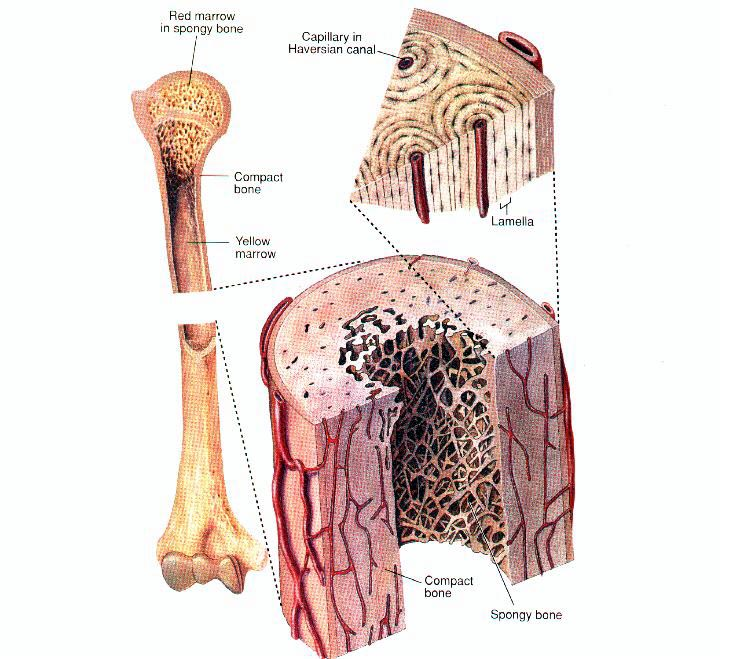 Red marrow
in spongy bone
Capillary in
Haversian canal
Compact
bone
Lamella
Yellow
marrow
Compact
bone
Spongy bone